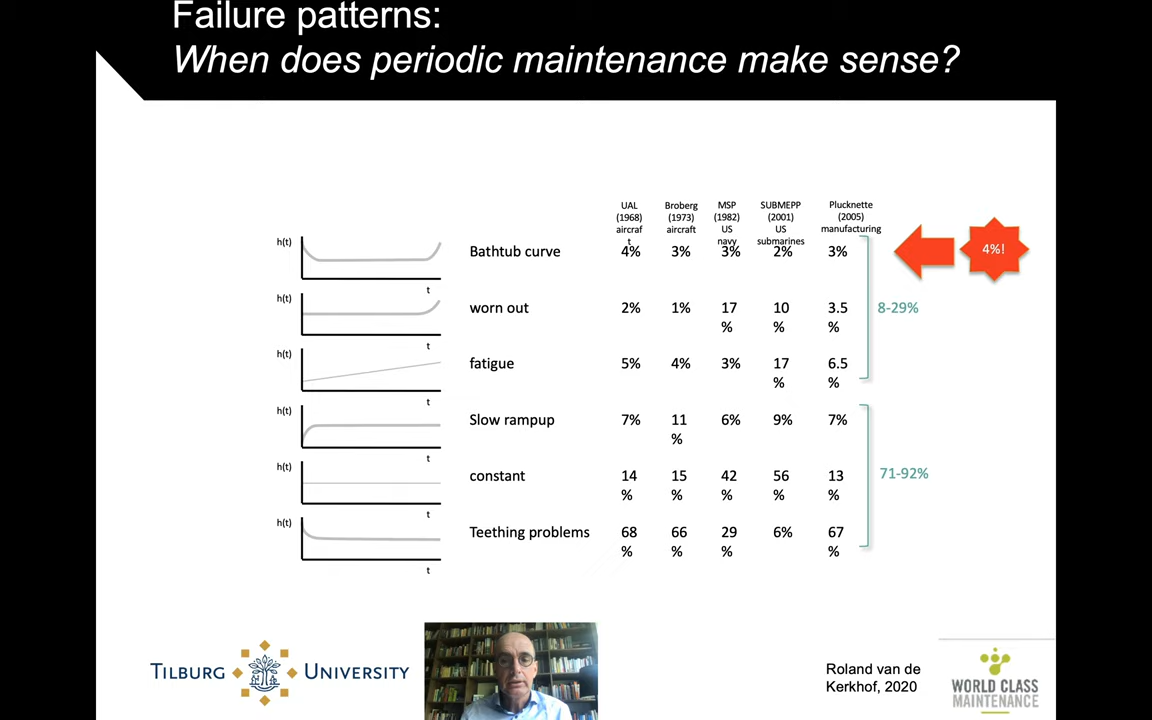 Failure patterns:
When does periodic maintenance make sense?
UAL
(1968)
aircraf
t
Broberg
(1973)
aircraft
MSP
(1982)
US
navy
SUBMEPP
(2001)
US
submarines
Plucknette
(2005)
manufacturing
h(t)
Bathtub curve
4%
3%
3%
2%
3%
4%!
t
h(t)
worn out
2%
1%
17
%
10
%
3.5
%
8-29%
t
h(t)
fatigue
5%
4%
3%
17
%
6.5
%
t
h(t)
Slow rampup
7%
11
%
6%
9%
7%
t
h(t)
constant
14
%
15
%
42
%
56
%
13
%
71-92%
t
h(t)
Teething problems
68
%
66
%
29
%
6%
67
%
t
TILBURG UNIVERSITY
Roland van de
Kerkhof, 2020
WORLD CLASS
MAINTENANCE